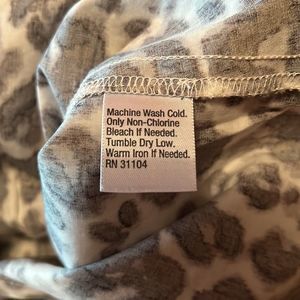 Machine Wash Cold.
Only Non-Chlorine
Bleach If Needed.
Tumble Dry Low.
Warm Iron If Needed.
RN 31104